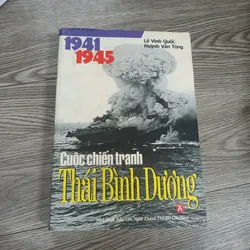 1941
1945
Lê Vinh Quốc
Huỳnh Văn Tòng
Cuộc chiến tranh
Thái Bình Dương